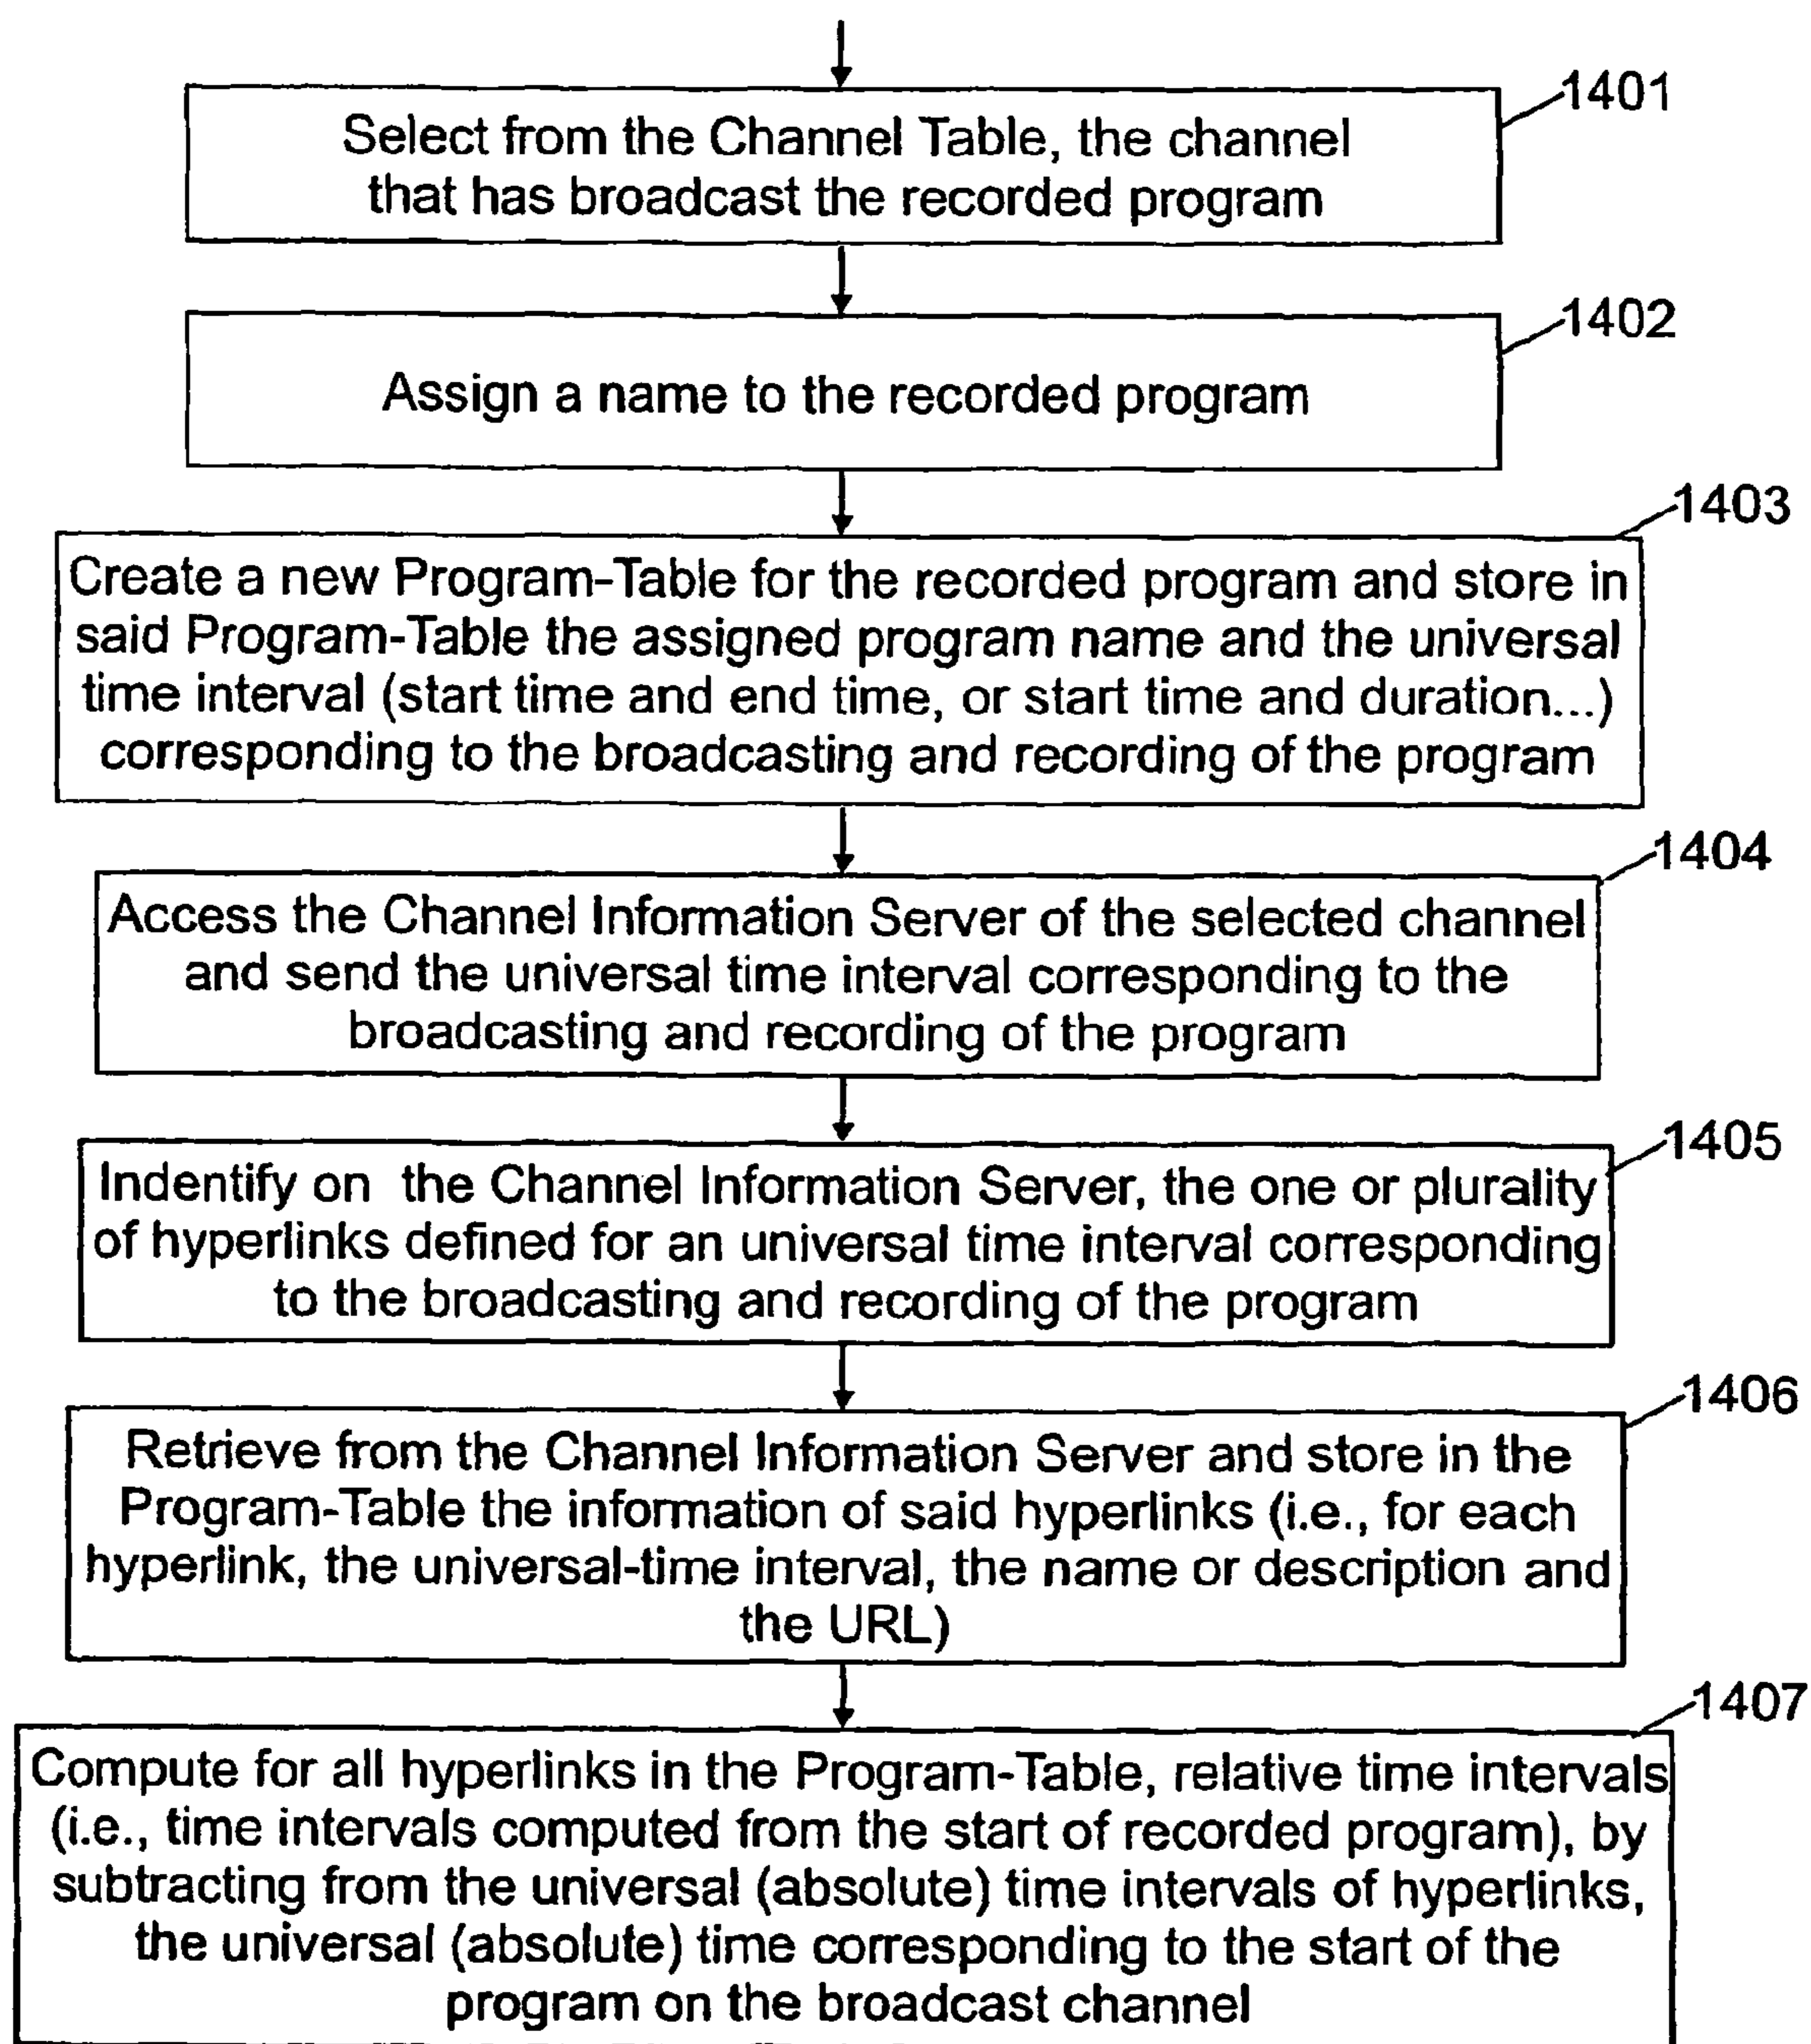 1401
Select from the Channel Table, the channel
that has broadcast the recorded program
1402
Assign a name to the recorded program
1403
Create a new Program-Table for the recorded program and store in
said Program-Table the assigned program name and the universal
time interval (start time and end time, or start time and duration...)
corresponding to the broadcasting and recording of the program
1404
Access the Channel Information Server of the selected channel
and send the universal time interval corresponding to the
broadcasting and recording of the program
1405
Indentify on the Channel Information Server, the one or plurality
of hyperlinks defined for an universal time interval corresponding
to the broadcasting and recording of the program
1406
Retrieve from the Channel Information Server and store in the
Program-Table the information of said hyperlinks (i.e., for each
hyperlink, the universal-time interval, the name or description and
the URL)
1407
Compute for all hyperlinks in the Program-Table, relative time intervals
(i.e., time intervals computed from the start of recorded program), by
subtracting from the universal (absolute) time intervals of hyperlinks,
the universal (absolute) time corresponding to the start of the
program on the broadcast channel